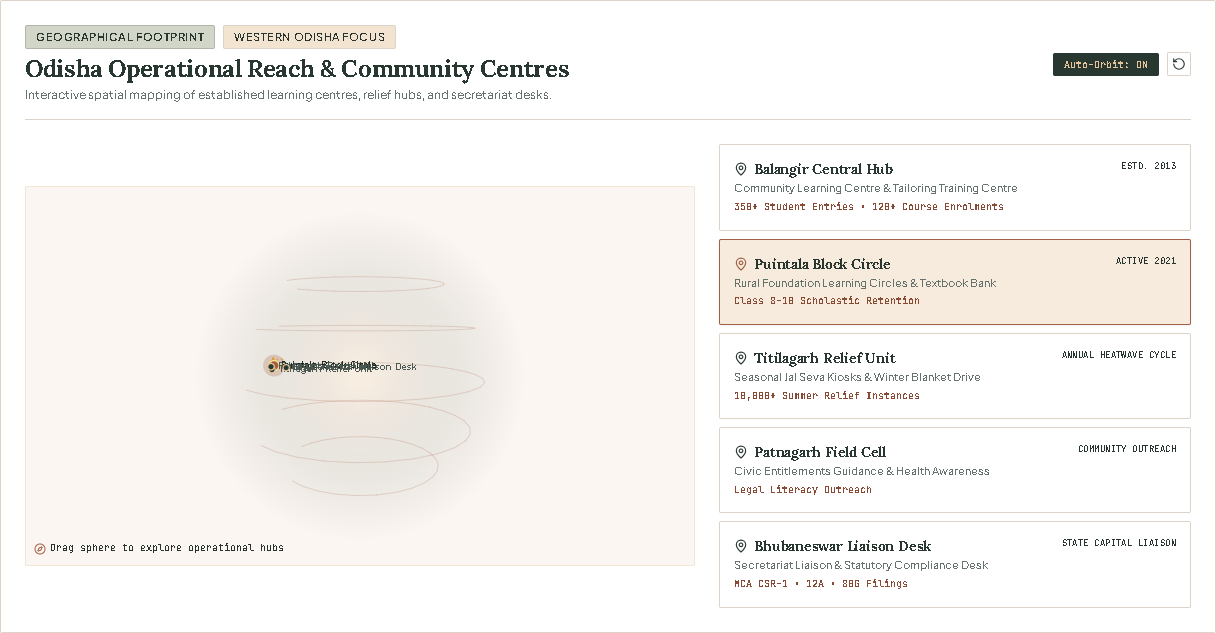 GEOGRAPHICAL FOOTPRINT
WESTERN ODISHA FOCUS
Odisha Operational Reach & Community Centres
Interactive spatial mapping of established learning centres, relief hubs, and secretariat desks.
Auto-Orbit: ON
Desk
Drag sphere to explore operational hubs
Balangir Central Hub
ESTD. 2013
Community Learning Centre & Tailoring Training Centre
350+ Student Entries • 120+ Course Enrolments
Puintala Block Circle
ACTIVE 2021
Rural Foundation Learning Circles & Textbook Bank
Class 8-10 Scholastic Retention
Titilagarh Relief Unit
ANNUAL HEATWAVE CYCLE
Seasonal Jal Seva Kiosks & Winter Blanket Drive
10,000+ Summer Relief Instances
Patnagarh Field Cell
COMMUNITY OUTREACH
Civic Entitlements Guidance & Health Awareness
Legal Literacy Outreach
Bhubaneswar Liaison Desk
STATE CAPITAL LIAISON
Secretariat Liaison & Statutory Compliance Desk
MCA CSR-1 • 12A • 80G Filings